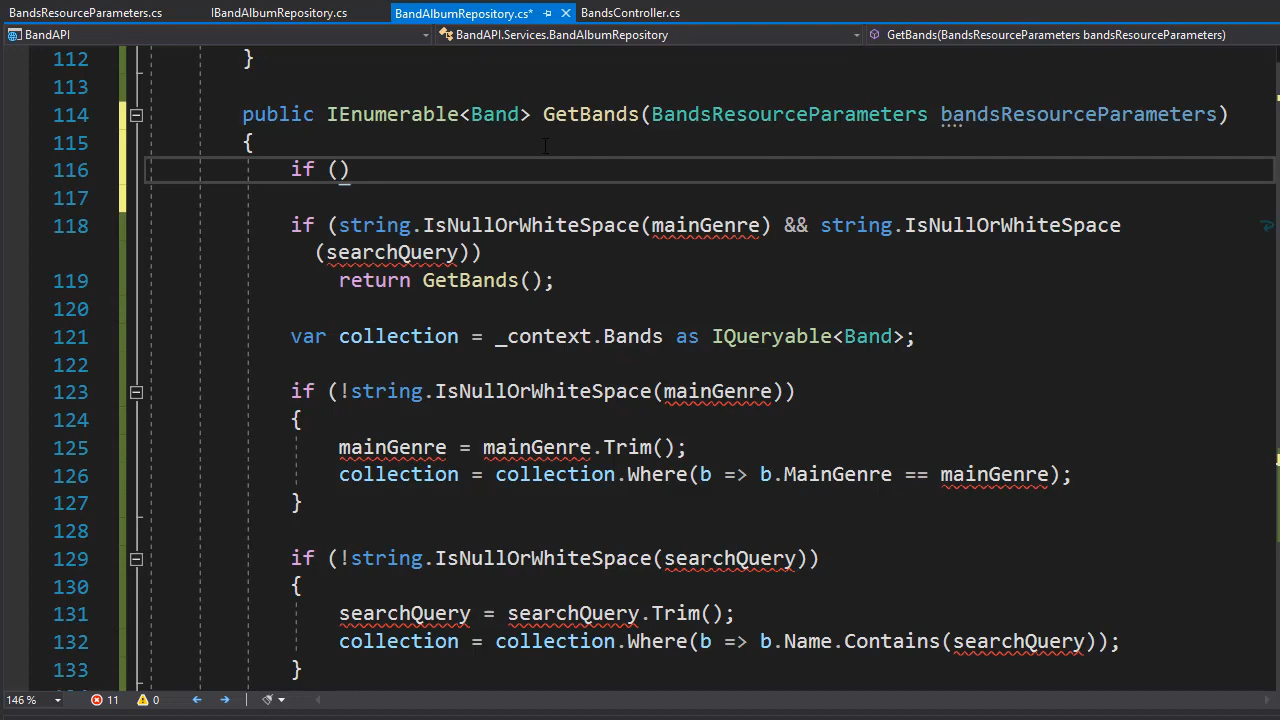 BandsResourceParameters.cs IBandAlbumRepository.cs BandAlbumRepository.cs* BandsController.cs
BandAPI BandAPI.Services.BandAlbumRepository GetBands(BandsResourceParameters bandsResourceParameters)
112 }
113
114 public IEnumerable<Band> GetBands(BandsResourceParameters bandsResourceParameters)
115 {
116 if ()
117
118 if (string.IsNullOrWhiteSpace(mainGenre) && string.IsNullOrWhiteSpace
(searchQuery))
119 return GetBands();
120
121 var collection = _context.Bands as IQueryable<Band>;
122
123 if (!string.IsNullOrWhiteSpace(mainGenre))
124 {
125 mainGenre = mainGenre.Trim();
126 collection = collection.Where(b => b.MainGenre == mainGenre);
127 }
128
129 if (!string.IsNullOrWhiteSpace(searchQuery))
130 {
131 searchQuery = searchQuery.Trim();
132 collection = collection.Where(b => b.Name.Contains(searchQuery));
133 }
146 % 11 0